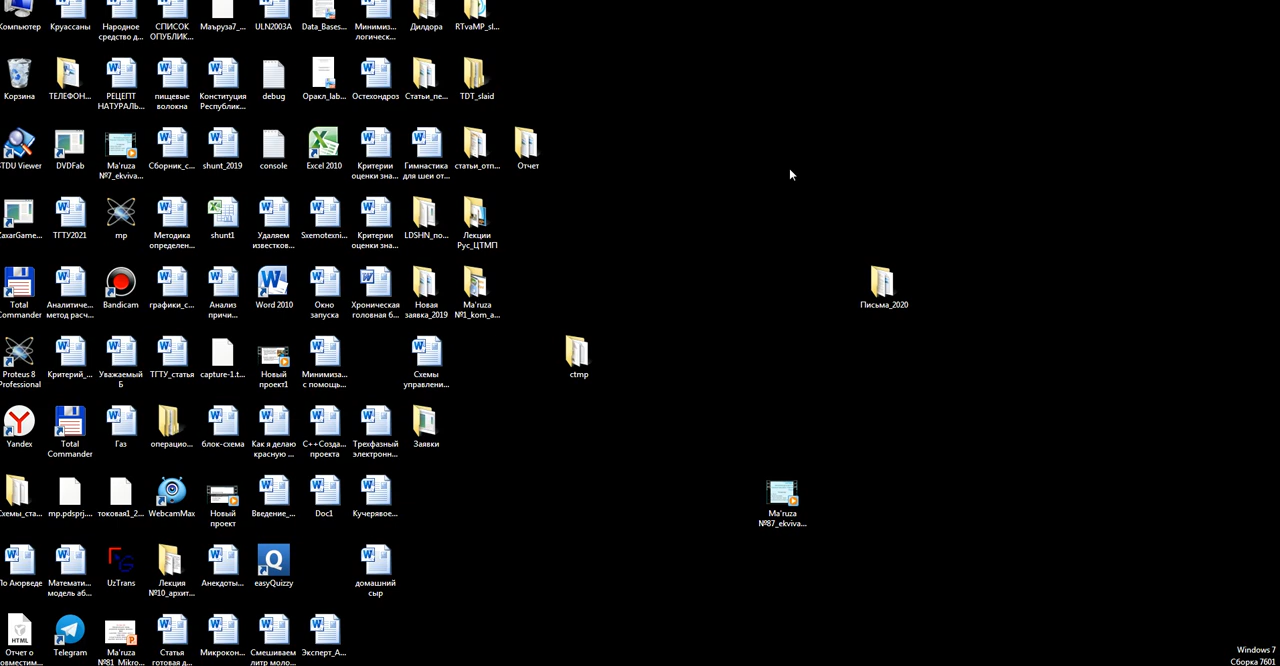 Компьютер
Круассаны
Народное
средство д...
СПИСОК
ОПУБЛИК...
Маъруза7_...
ULN2003A
Data_Bases...
Минимиз...
логическ...
Дилдора
RTvaMP_sl...
Корзина
ТЕЛЕФОН...
РЕЦЕПТ
НАТУРАЛЬ...
пищевые
волокна
Конституция
Республик...
debug
Оракл_lab...
Остехондроз
Статьи_пе...
TDT_slaid
STDU Viewer
DVDFab
Ma'ruza
№7_ekviva...
Сборник_с...
shunt_2019
console
Excel 2010
Критерии
оценки зна...
Гимнастика
для шеи от...
статьи_отп...
Отчет
ZaxarGame...
ТГТУ2021
mp
Методика
определен...
shunt1
Удаляем
известков...
Sxemotexni...
Критерии
оценки зна...
LDSHN_no...
Лекции
Рус_ЦТМП
Total
Commander
Аналитиче...
метод расч...
Bandicam
графики_с...
Анализ
причи...
Word 2010
Окно
запуска
Хроническая
головная б...
Новая
заявка_2019
Ma'ruza
№1_kom_a...
Письма_2020
Proteus 8
Professional
Критерий_...
Уважаемый
Б
ТГТУ_статья
capture-1.t...
Новый
проект1
Минимиза...
с помощь...
Схемы
управлени...
ctmp
Yandex
Total
Commander
Газ
операцио...
блок-схема
Как я делаю
красную ...
C++Созда...
проекта
Трехфазный
электронн...
Заявки
Схемы_ста...
mp.pdsprj....
токовая1_2...
WebcamMax
Новый
проект
Введение_...
Doc1
Кучерявое...
Ma'ruza
№87_ekviva...
По Аюрведе
Математи...
модель аб...
UzTrans
Лекция
№10_архит...
Анекдоты...
easyQuizzy
домашний
сыр
Отчет о
совместим...
Telegram
Ma'ruza
№81_Mikro...
Статья
готовая д...
Микрокон...
Смешиваем
литр моло...
Эксперт_А...
Windows 7
Сборка 7601